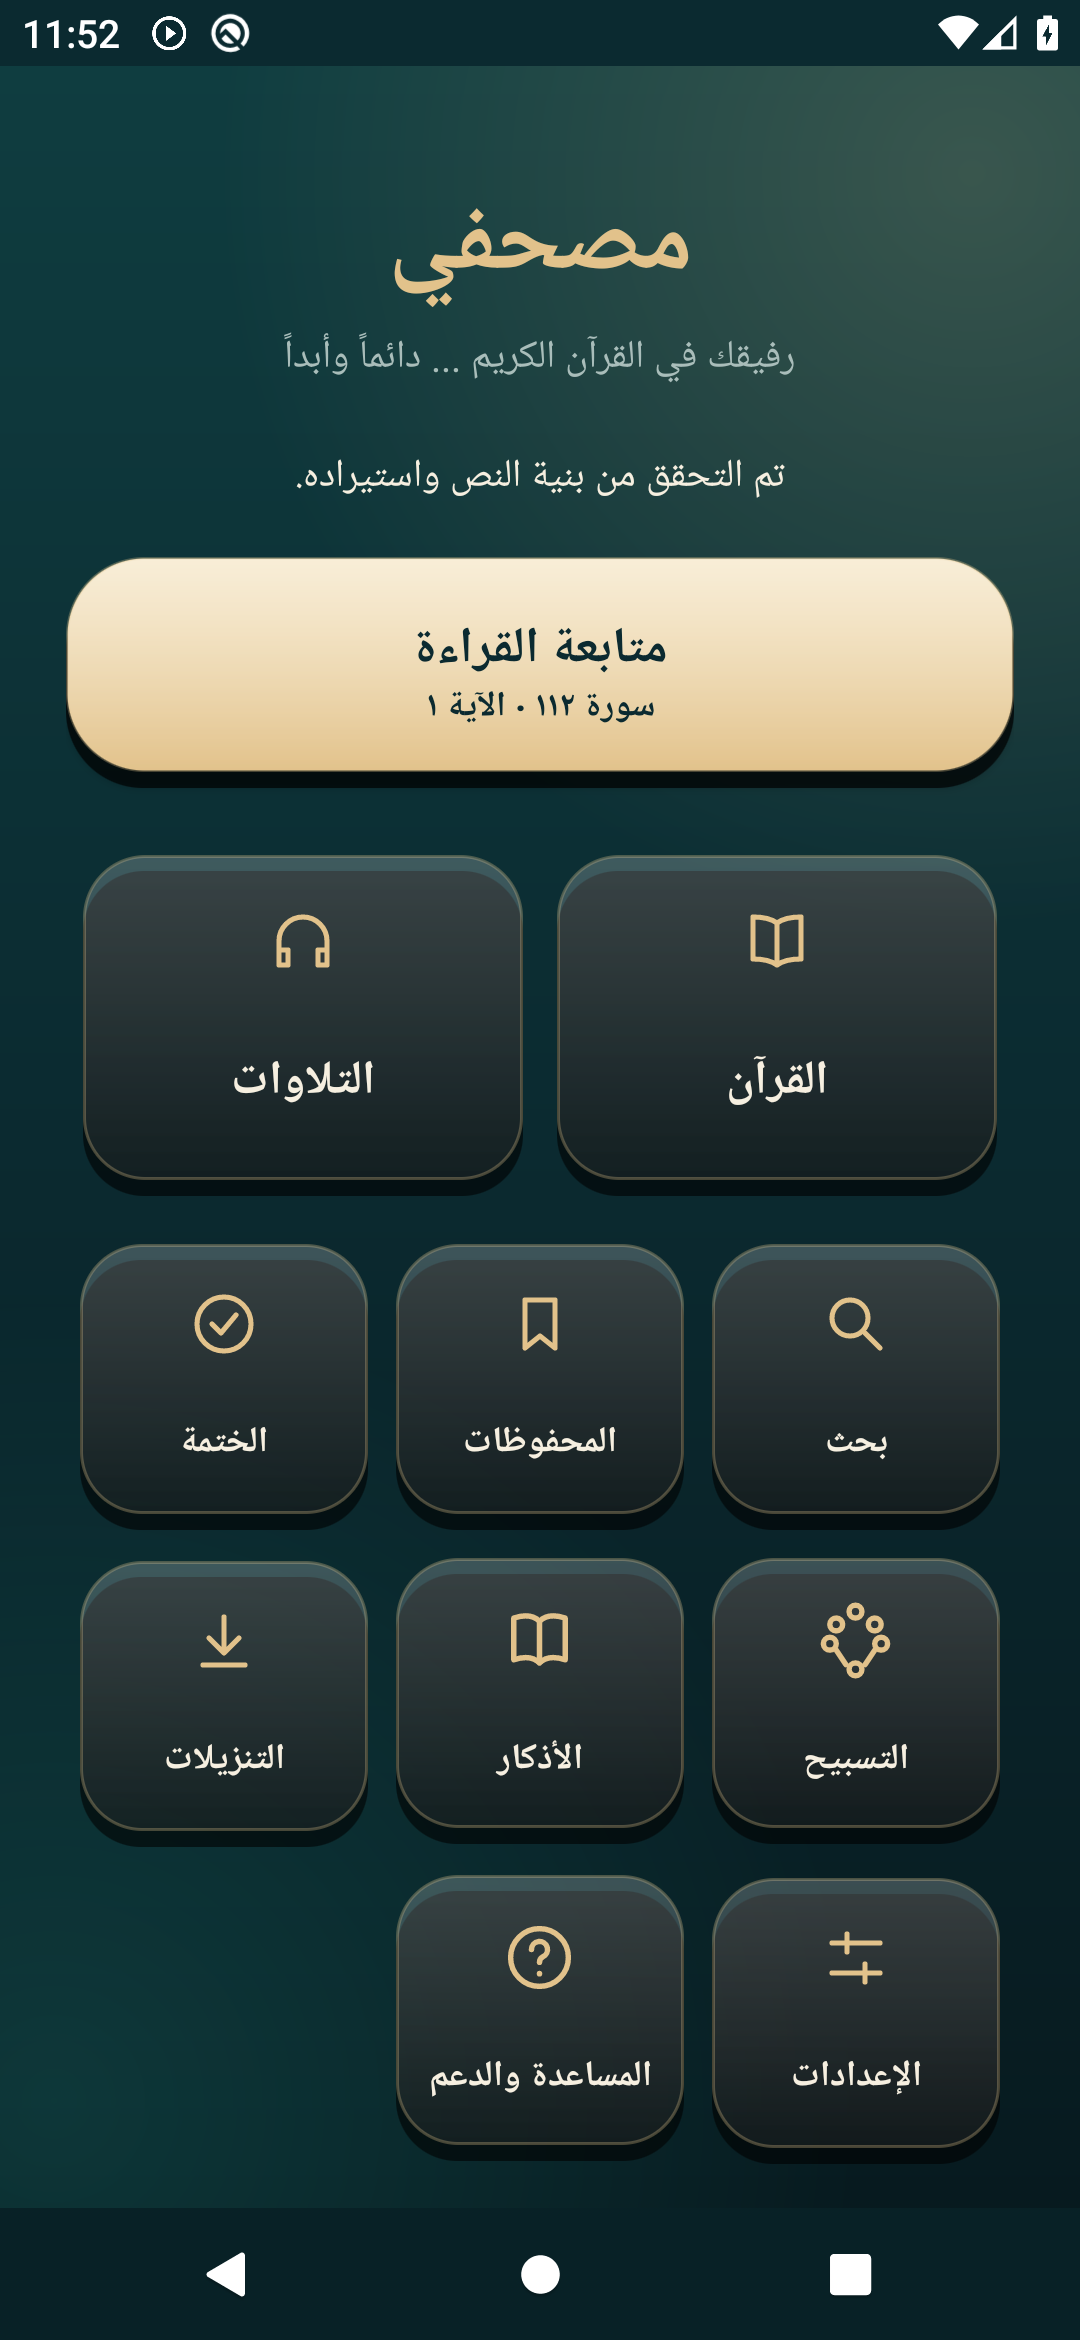 11:52
مصحفي
رفيقك في القرآن الكريم ... دائماً وأبداً
تم التحقق من بنية النص واستيراده.
متابعة القراءة
سورة ١١٢ • الآية ١
القرآن
التلاوات
بحث
المحفوظات
الختمة
التسبيح
الأذكار
التنزيلات
الإعدادات
المساعدة والدعم